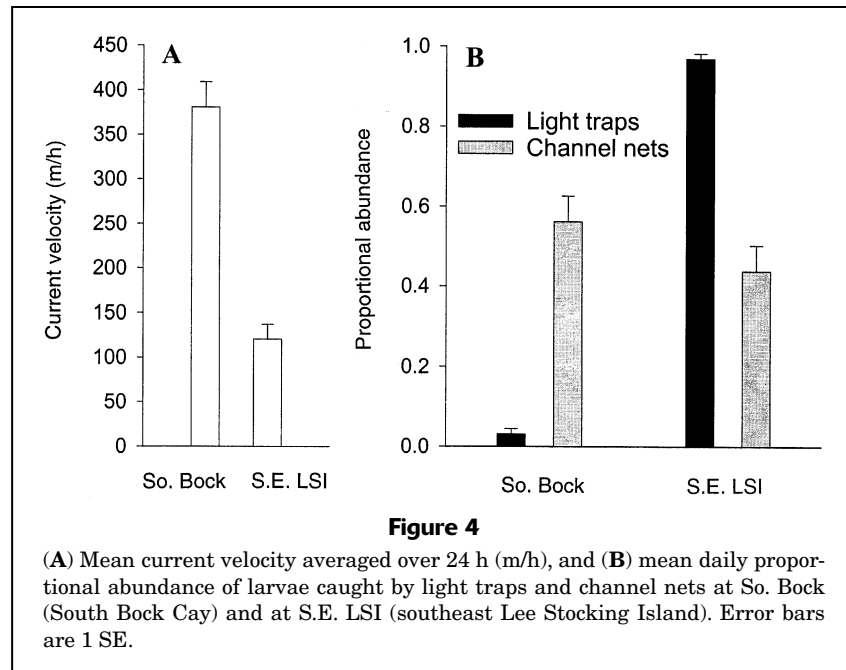 A
Current velocity (m/h)
450
400
350
300
250
200
150
100
50
0
So. Bock S.E. LSI
B
Proportional abundance
1.0
0.8
0.6
0.4
0.2
0.0
Light traps
Channel nets
So. Bock S.E. LSI
Figure 4
(A) Mean current velocity averaged over 24 h (m/h), and (B) mean daily propor-
tional abundance of larvae caught by light traps and channel nets at So. Bock
(South Bock Cay) and at S.E. LSI (southeast Lee Stocking Island). Error bars
are 1 SE.